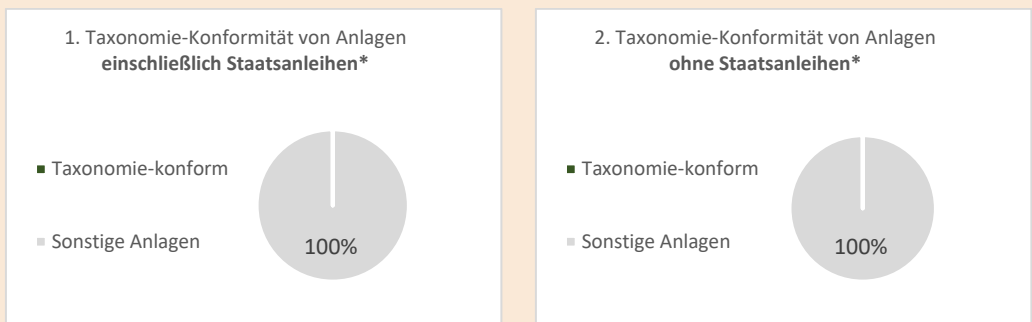 1. Taxonomie-Konformität von Anlagen
einschließlich Staatsanleihen*
Taxonomie-konform
Sonstige Anlagen
100%
2. Taxonomie-Konformität von Anlagen
ohne Staatsanleihen*
Taxonomie-konform
Sonstige Anlagen
100%